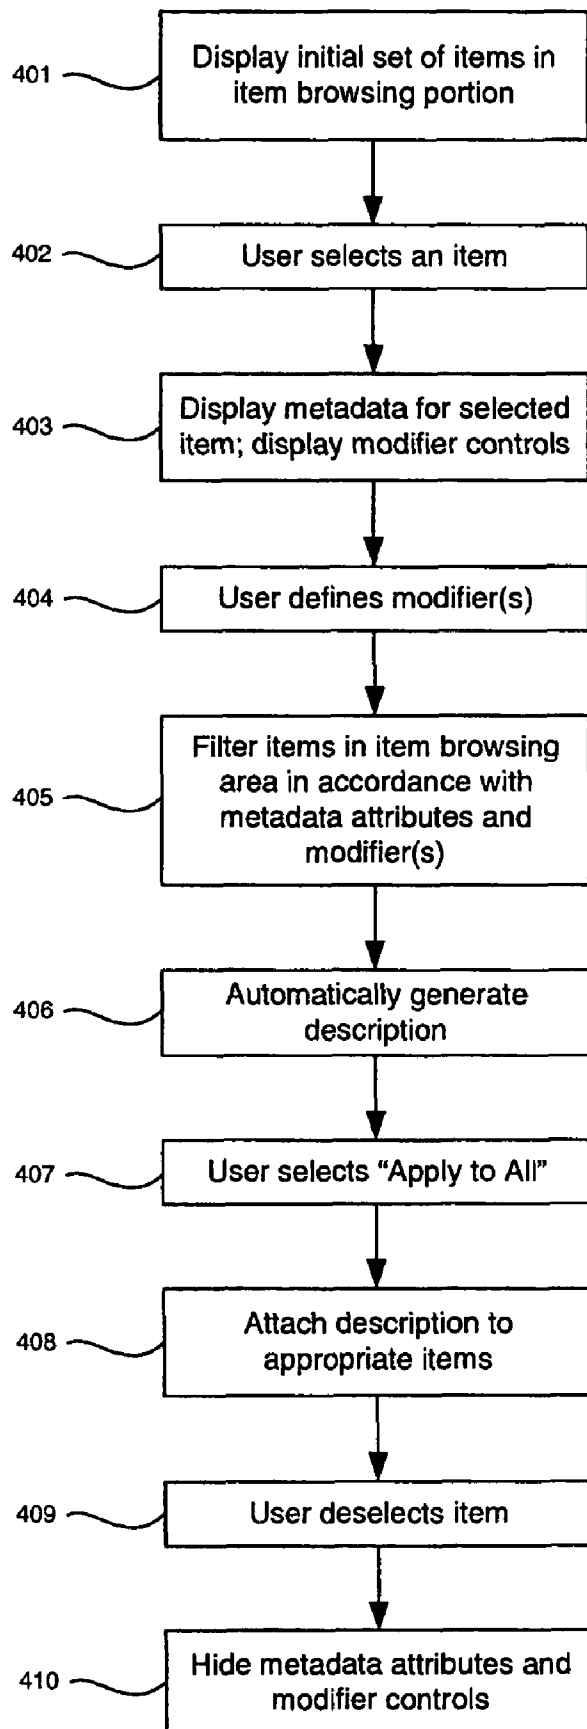 401
Display initial set of items in
item browsing portion
402
User selects an item
403
Display metadata for selected
item; display modifier controls
404
User defines modifier(s)
405
Filter items in item browsing
area in accordance with
metadata attributes and
modifier(s)
406
Automatically generate
description
407
User selects “Apply to All”
408
Attach description to
appropriate items
409
User deselects item
410
Hide metadata attributes and
modifier controls